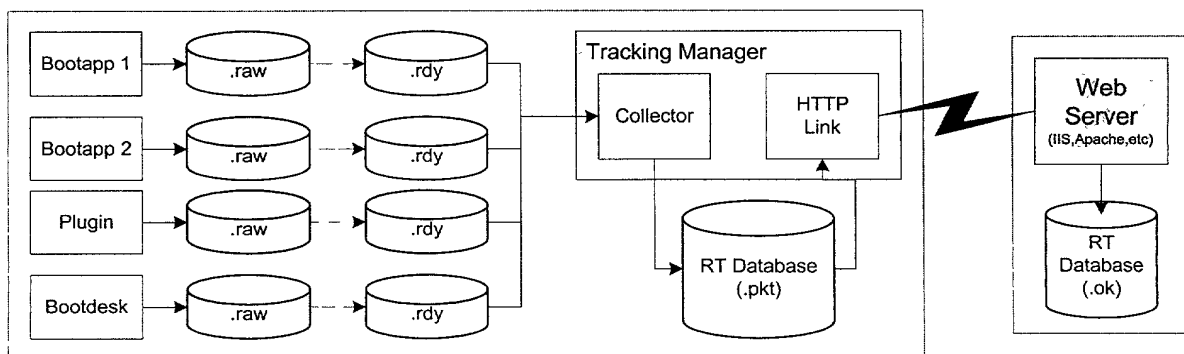 Bootapp 1
.raw
.rdy
Bootapp 2
.raw
.rdy
Plugin
.raw
.rdy
Bootdesk
.raw
.rdy
Tracking Manager
Collector
HTTP
Link
RT Database
(.pkt)
Web
Server
(IIS,Apache,etc)
RT
Database
(.ok)